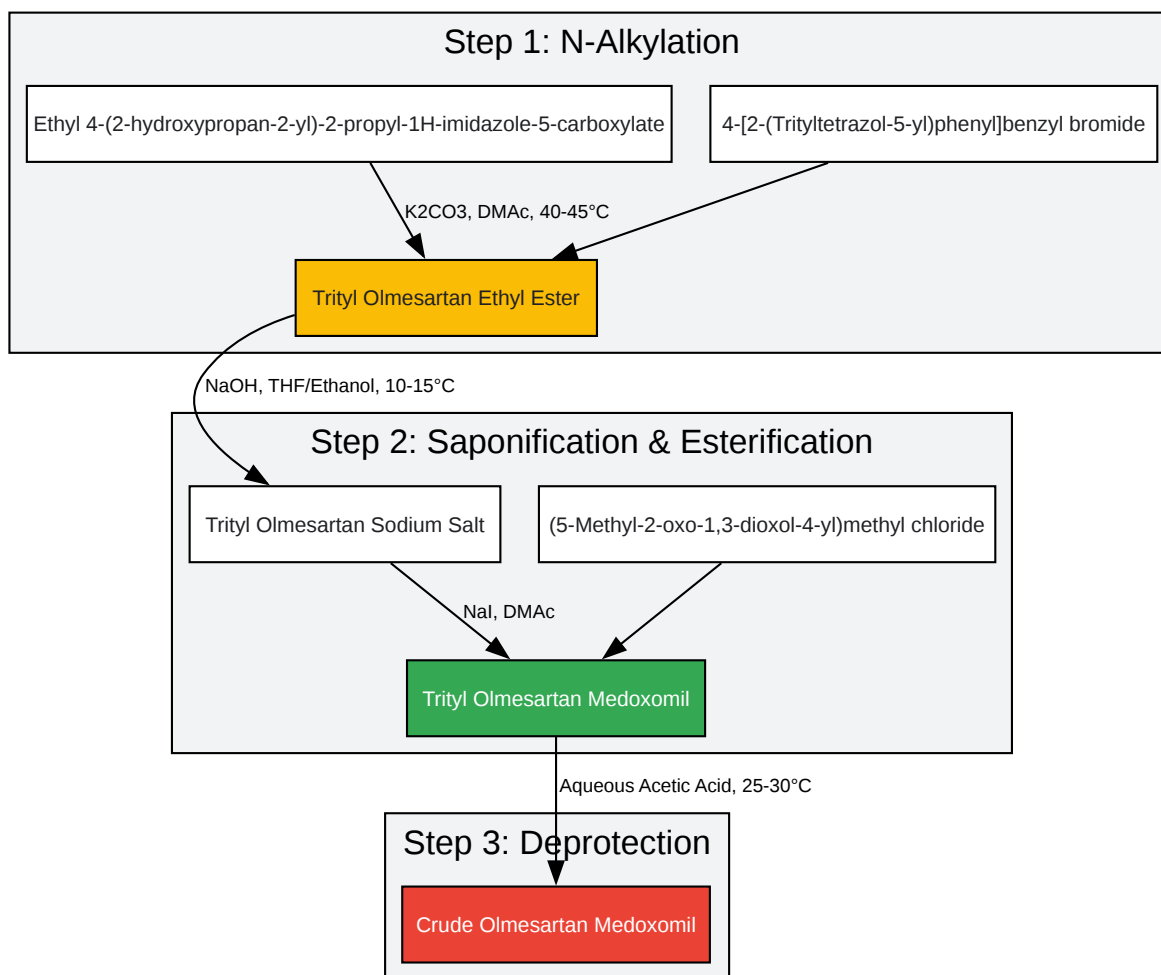 Step 1: N-Alkylation
Ethyl 4-(2-hydroxypropan-2-yl)-2-propyl-1H-imidazole-5-carboxylate
4-[2-(Trityltetrazol-5-yl)phenyl]benzyl bromide
K2CO3, DMAc, 40-45°C
Trityl Olmesartan Ethyl Ester
NaOH, THF/Ethanol, 10-15°C
Step 2: Saponification & Esterification
Trityl Olmesartan Sodium Salt
(5-Methyl-2-oxo-1,3-dioxol-4-yl)methyl chloride
NaI, DMAc
Trityl Olmesartan Medoxomil
Aqueous Acetic Acid, 25-30°C
Step 3: Deprotection
Crude Olmesartan Medoxomil